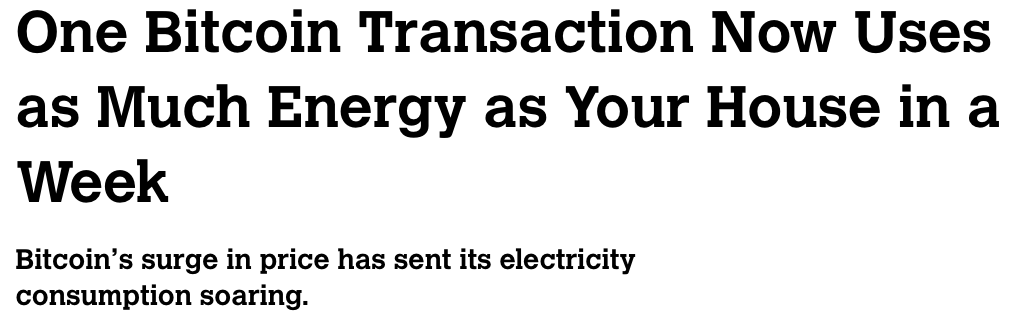 One Bitcoin Transaction Now Uses
as Much Energy as Your House in a
Week
Bitcoin’s surge in price has sent its electricity
consumption soaring.